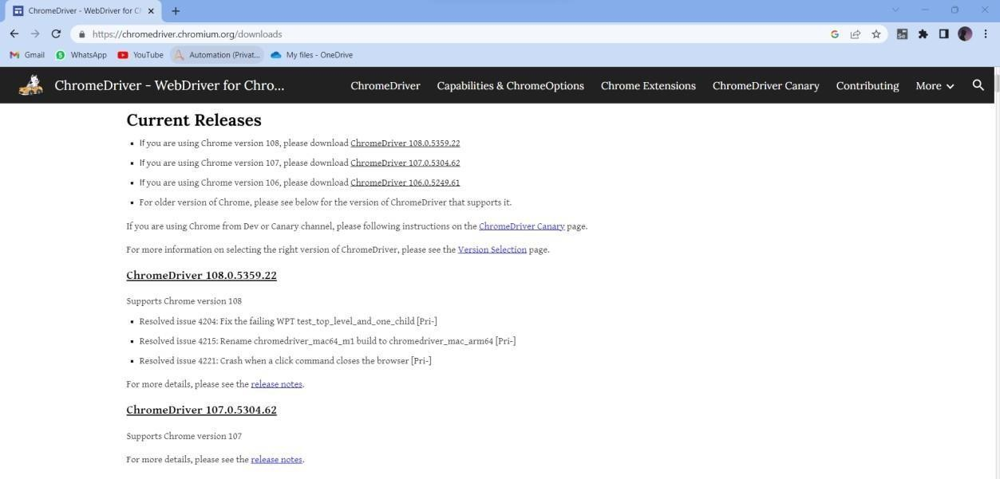 ChromeDriver - WebDriver for Ch
https://chromedriver.chromium.org/downloads
Gmail WhatsApp YouTube Automation (Privat... My files - OneDrive
ChromeDriver - WebDriver for Chro... ChromeDriver Capabilities & ChromeOptions Chrome Extensions ChromeDriver Canary Contributing More
Current Releases
If you are using Chrome version 108, please download ChromeDriver 108.0.5359.22
If you are using Chrome version 107, please download ChromeDriver 107.0.5304.62
If you are using Chrome version 106, please download ChromeDriver 106.0.5249.61
For older version of Chrome, please see below for the version of ChromeDriver that supports it.
If you are using Chrome from Dev or Canary channel, please following instructions on the ChromeDriver Canary page.
For more information on selecting the right version of ChromeDriver, please see the Version Selection page.
ChromeDriver 108.0.5359.22
Supports Chrome version 108
Resolved issue 4204: Fix the failing WPT test_top_level_and_one_child [Pri-]
Resolved issue 4215: Rename chromedriver_mac64_m1 build to chromedriver_mac_arm64 [Pri-]
Resolved issue 4221: Crash when a click command closes the browser [Pri-]
For more details, please see the release notes.
ChromeDriver 107.0.5304.62
Supports Chrome version 107
For more details, please see the release notes.